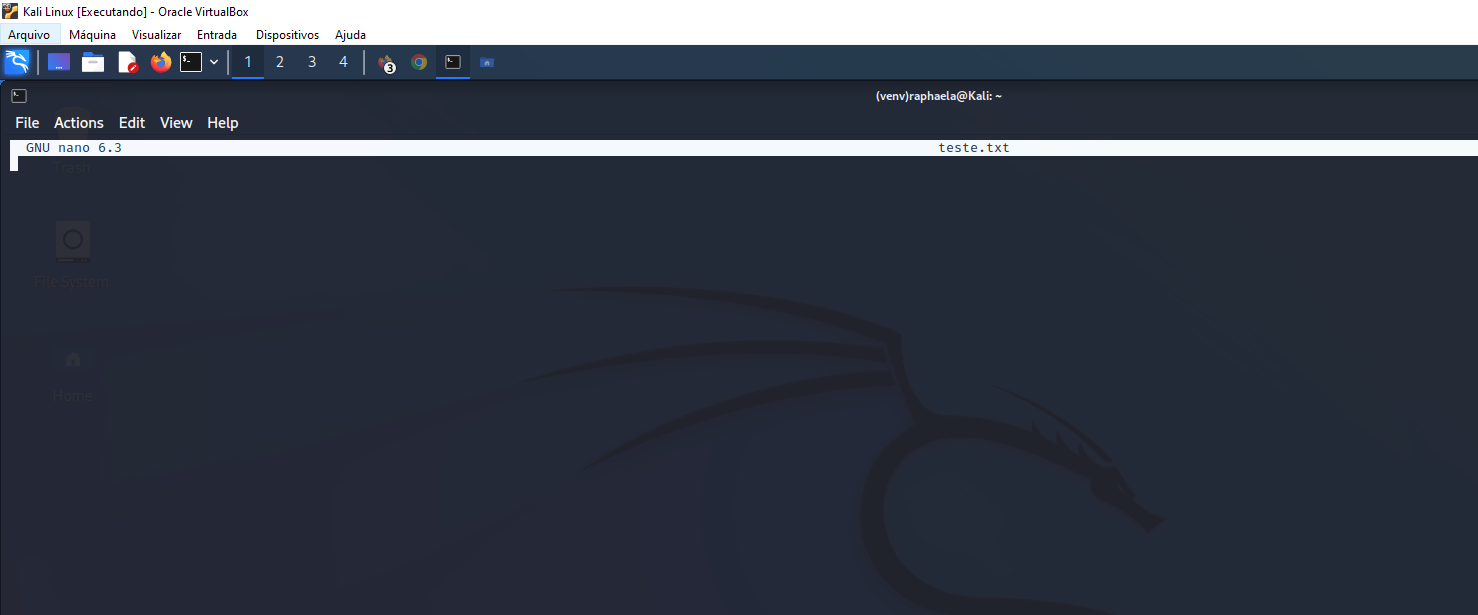 Kali Linux [Executando] - Oracle VirtualBox
Arquivo Máquina Visualizar Entrada Dispositivos Ajuda
1 2 3 4 3
(venv)raphaela@Kali: ~
File Actions Edit View Help
GNU nano 6.3 teste.txt
Trash
File System
Home